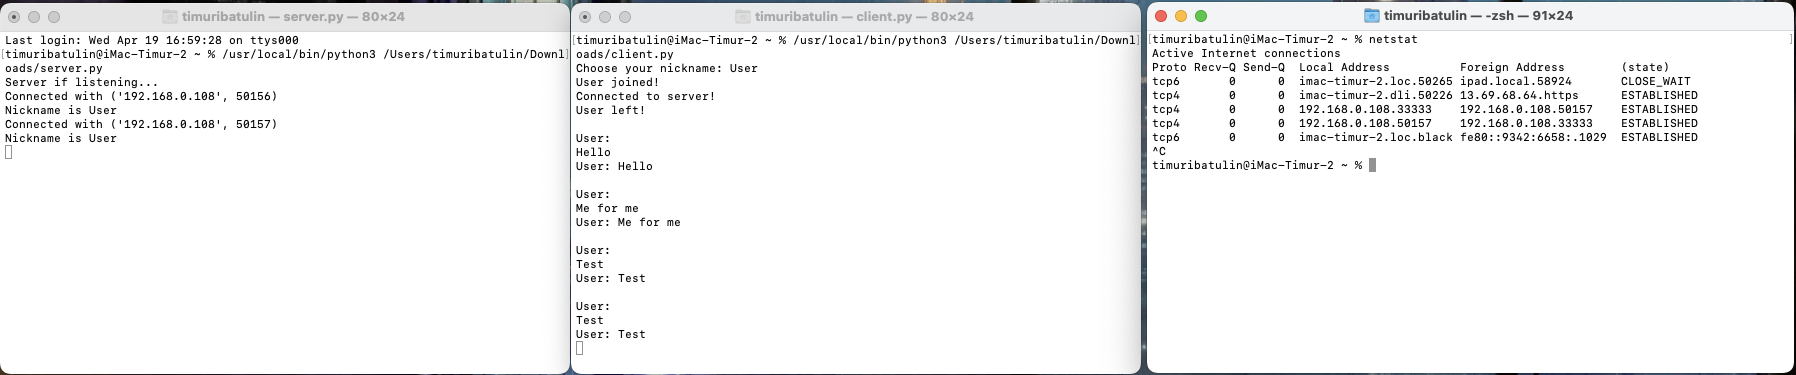 timuribatulin — server.py — 80×24
Last login: Wed Apr 19 16:59:28 on ttys000
[timuribatulin@iMac-Timur-2 ~ % /usr/local/bin/python3 /Users/timuribatulin/Downl]
oads/server.py
Server if listening...
Connected with ('192.168.0.108', 50156)
Nickname is User
Connected with ('192.168.0.108', 50157)
Nickname is User
timuribatulin — client.py — 80×24
[timuribatulin@iMac-Timur-2 ~ % /usr/local/bin/python3 /Users/timuribatulin/Downl]
oads/client.py
Choose your nickname: User
User joined!
Connected to server!
User left!
User:
Hello
User: Hello
User:
Me for me
User: Me for me
User:
Test
User: Test
User:
Test
User: Test
timuribatulin — -zsh — 91×24
[timuribatulin@iMac-Timur-2 ~ % netstat ]
Active Internet connections
Proto Recv-Q Send-Q  Local Address          Foreign Address        (state)
tcp6       0      0  imac-timur-2.loc.50265 ipad.local.58924       CLOSE_WAIT
tcp4       0      0  imac-timur-2.dli.50226 13.69.68.64.https      ESTABLISHED
tcp4       0      0  192.168.0.108.33333    192.168.0.108.50157    ESTABLISHED
tcp4       0      0  192.168.0.108.50157    192.168.0.108.33333    ESTABLISHED
tcp6       0      0  imac-timur-2.loc.black fe80::9342:6658:.1029  ESTABLISHED
^C
timuribatulin@iMac-Timur-2 ~ %